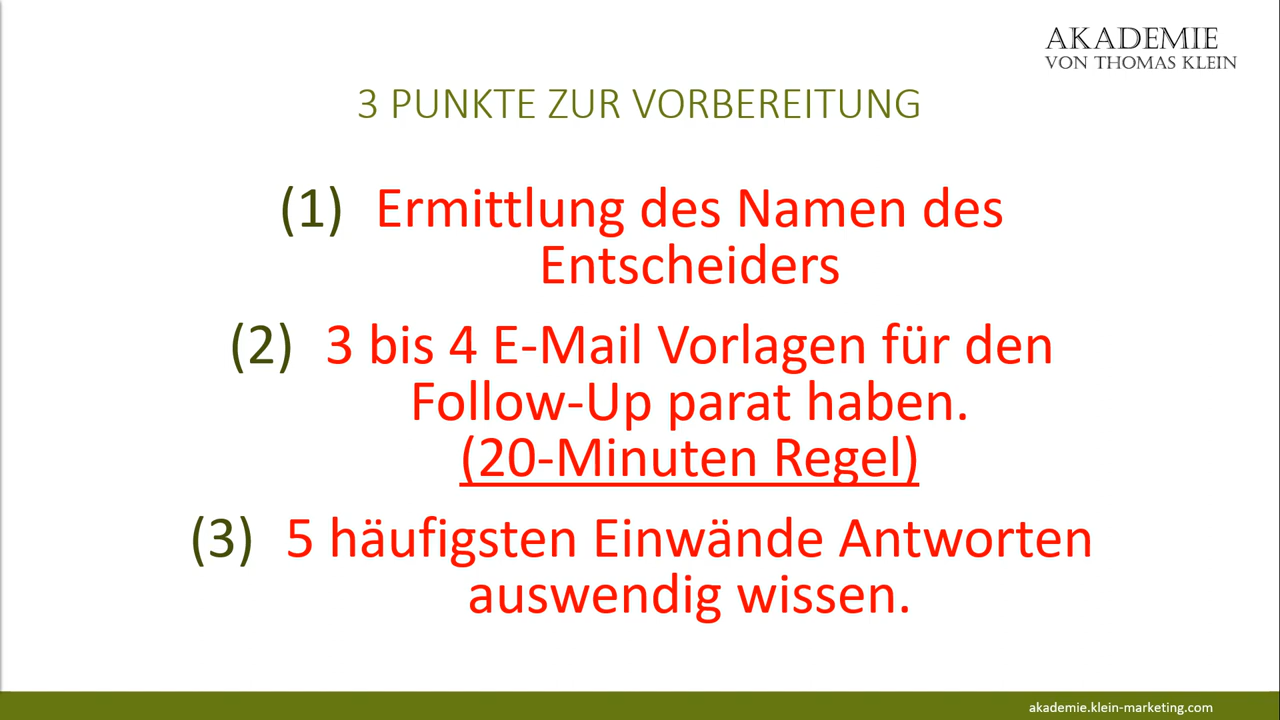 AKADEMIE
VON THOMAS KLEIN
3 PUNKTE ZUR VORBEREITUNG
(1) Ermittlung des Namen des
Entscheiders
(2) 3 bis 4 E-Mail Vorlagen für den
Follow-Up parat haben.
(20-Minuten Regel)
(3) 5 häufigsten Einwände Antworten
auswendig wissen.
akademie.klein-marketing.com